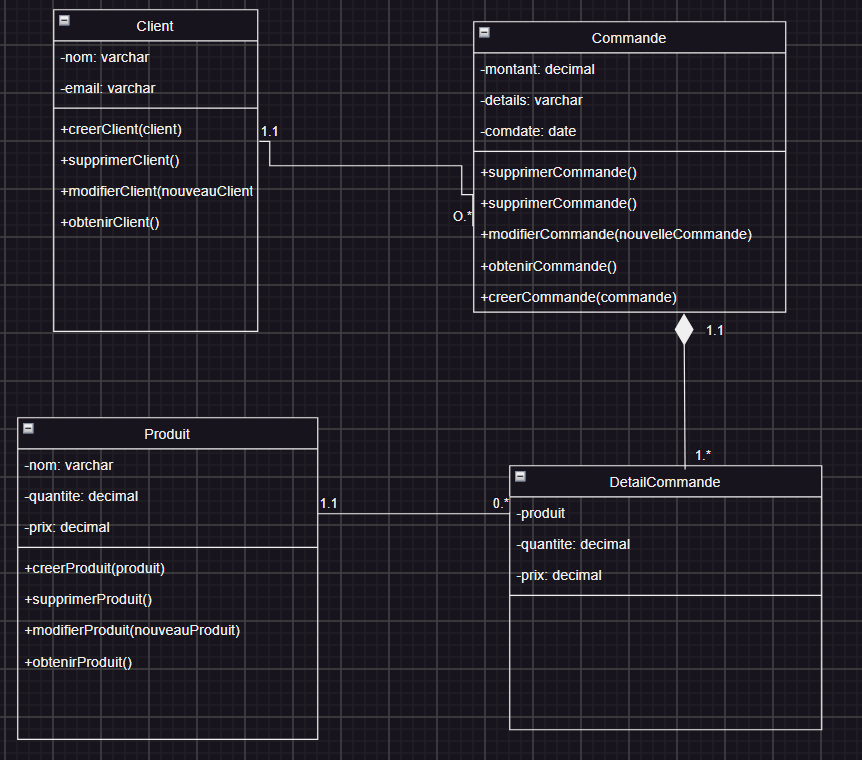 Client
-nom: varchar
-email: varchar
+creerClient(client)
+supprimerClient()
+modifierClient(nouveauClient
+obtenirClient()
1.1
O.*
Commande
-montant: decimal
-details: varchar
-comdate: date
+supprimerCommande()
+supprimerCommande()
+modifierCommande(nouvelleCommande)
+obtenirCommande()
+creerCommande(commande)
1.1
1.*
Produit
-nom: varchar
-quantite: decimal
-prix: decimal
+creerProduit(produit)
+supprimerProduit()
+modifierProduit(nouveauProduit)
+obtenirProduit()
1.1
0.*
DetailCommande
-produit
-quantite: decimal
-prix: decimal